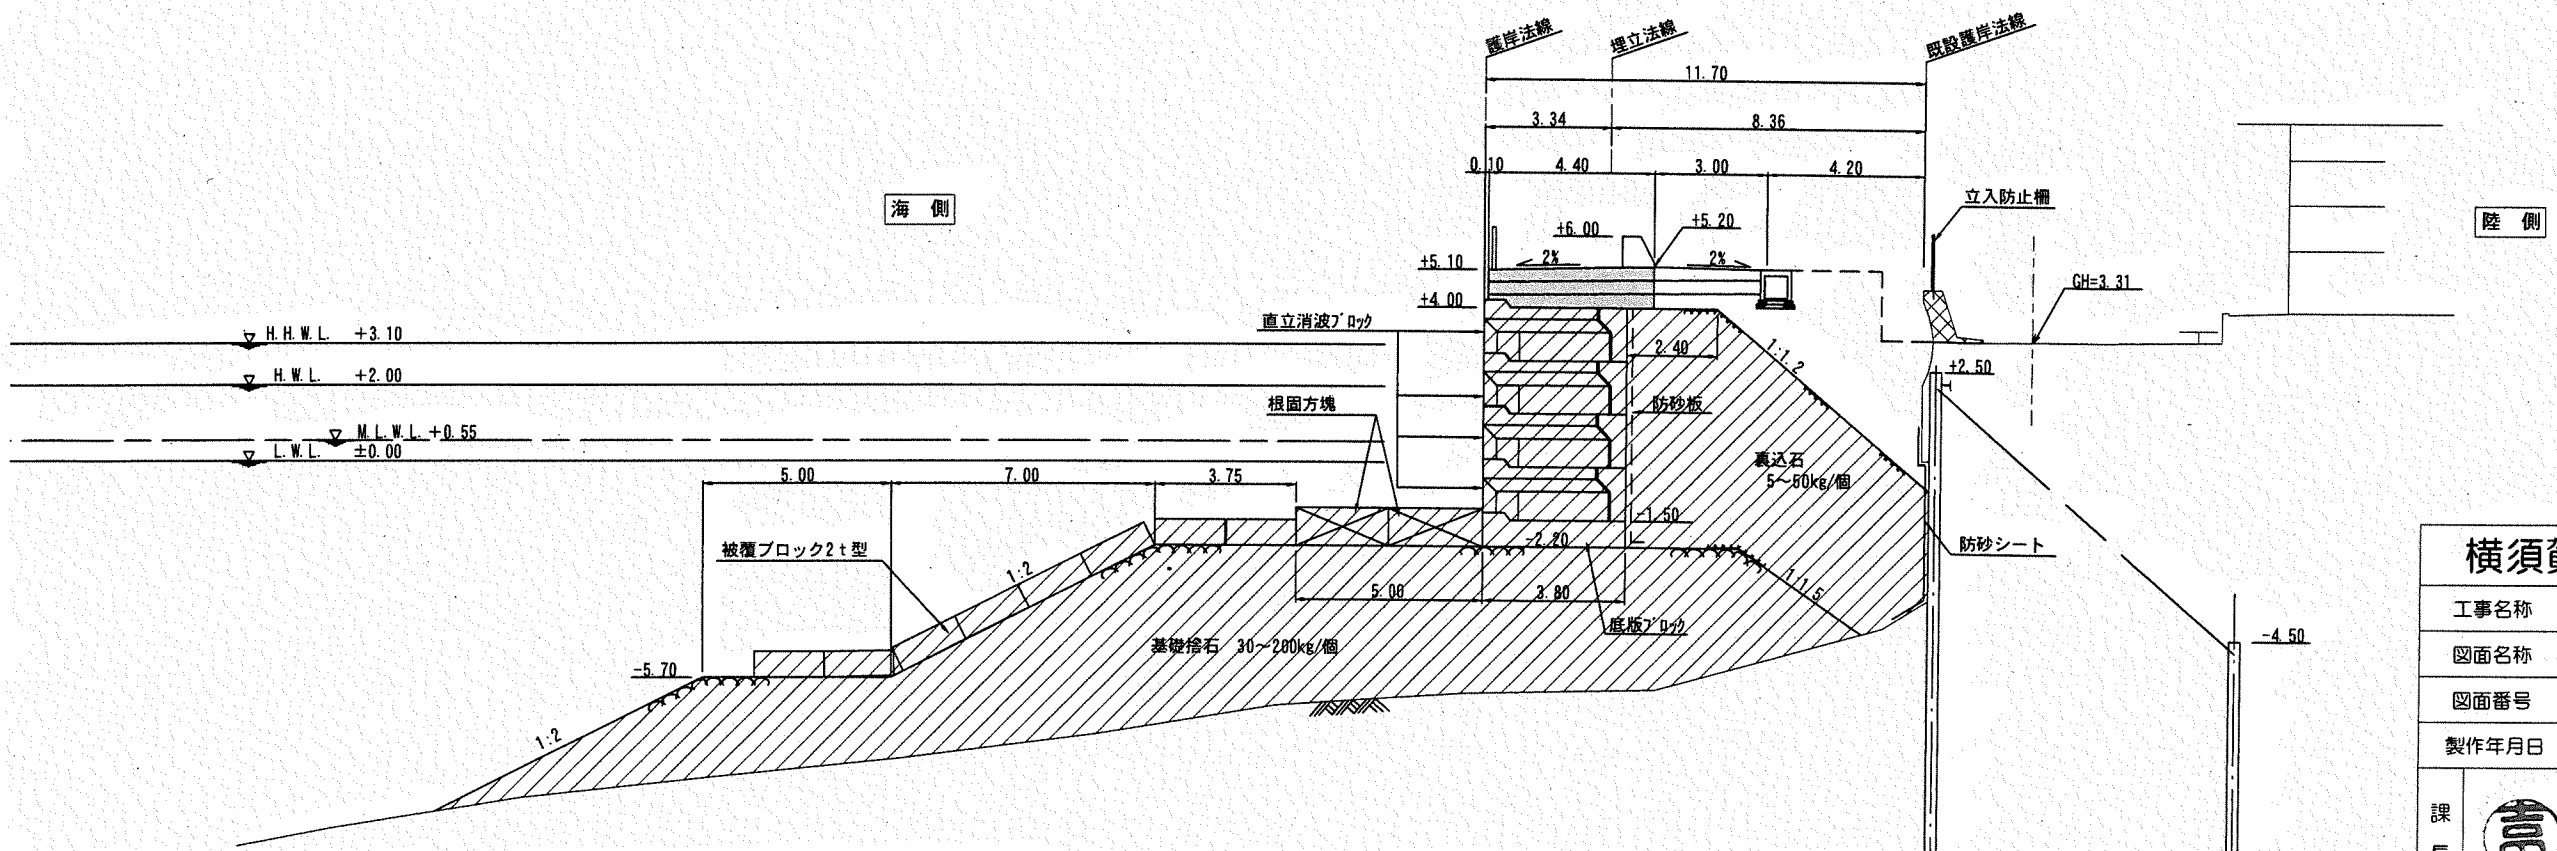 護岸法線
埋立法線
既設護岸法線
11.70
3.34
8.36
0.10
4.40
3.00
4.20
海 側
陸 側
立入防止柵
+6.00
+5.20
+5.10
2%
2%
GH=3.31
+4.00
直立消波ブロック
H.H.W.L. +3.10
1:1.2
2.40
H.W.L. +2.00
+2.50
根固方塊
防砂板
M.L.W.L. +0.55
L.W.L. ±0.00
裏込石
5～50kg/個
5.00
7.00
3.75
-1.50
-2.20
被覆ブロック2t型
防砂シート
1:2
1:1.5
5.00
3.80
底版ブロック
基礎捨石 30～200kg/個
-4.50
-5.70
1:2
工事名称
図面名称
図面番号
製作年月日
課